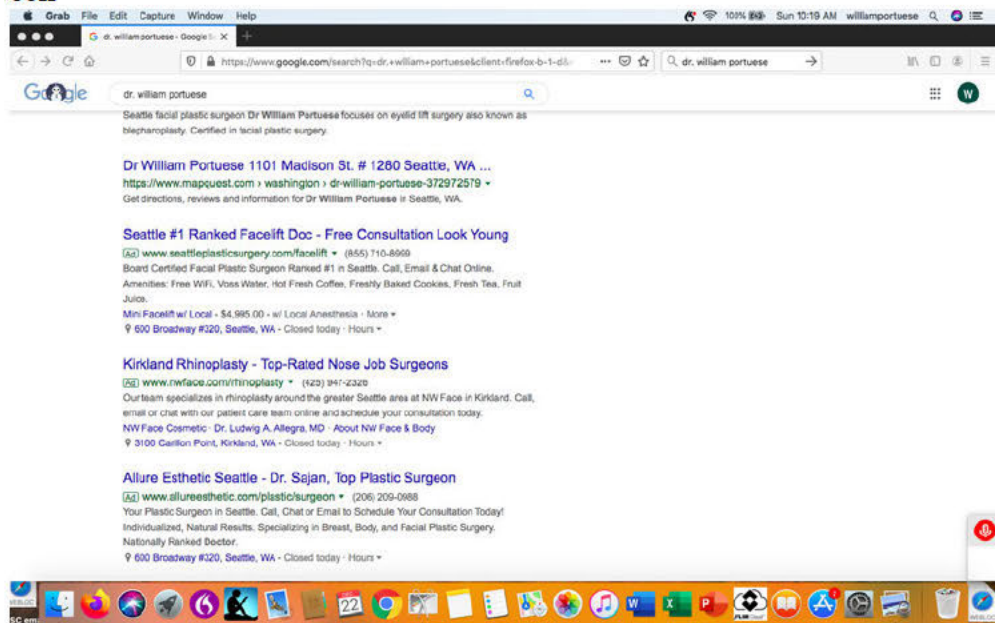 Grab File Edit Capture Window Help 100% Sun 10:19 AM williamportuese
dr. william portuese - Google
https://www.google.com/search?q=dr.+william+portuese&client=firefox-b-1-d& dr. william portuese
Google dr. william portuese W
Seattle facial plastic surgeon Dr William Portuese focuses on eyelid lift surgery also known as
blepharoplasty. Certified in facial plastic surgery.
Dr William Portuese 1101 Madison St. # 1280 Seattle, WA ...
https://www.mapquest.com › washington › dr-william-portuese-372972579
Get directions, reviews and information for Dr William Portuese in Seattle, WA.
Seattle #1 Ranked Facelift Doc - Free Consultation Look Young
Ad www.seattleplasticsurgery.com/facelift (855) 710-8969
Board Certified Facial Plastic Surgeon Ranked #1 in Seattle. Call, Email & Chat Online.
Amenities: Free WiFi, Voss Water, Hot Fresh Coffee, Freshly Baked Cookies, Fresh Tea, Fruit
Juice.
Mini Facelift w/ Local - $4,995.00 - w/ Local Anesthesia · More
600 Broadway #320, Seattle, WA - Closed today · Hours
Kirkland Rhinoplasty - Top-Rated Nose Job Surgeons
Ad www.nwface.com/rhinoplasty (425) 947-2326
Our team specializes in rhinoplasty around the greater Seattle area at NW Face in Kirkland. Call,
email or chat with our patient care team online and schedule your consultation today.
NW Face Cosmetic · Dr. Ludwig A. Allegra, MD · About NW Face & Body
3100 Carillon Point, Kirkland, WA - Closed today · Hours
Allure Esthetic Seattle - Dr. Sajan, Top Plastic Surgeon
Ad www.allureesthetic.com/plastic/surgeon (206) 209-0988
Your Plastic Surgeon in Seattle. Call, Chat or Email to Schedule Your Consultation Today!
Individualized, Natural Results. Specializing in Breast, Body, and Facial Plastic Surgery.
Nationally Ranked Doctor.
600 Broadway #320, Seattle, WA - Closed today · Hours
22